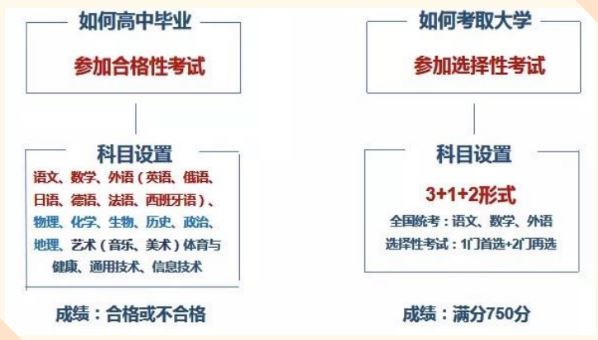 如何高中毕业
参加合格性考试
科目设置
语文、数学、外语（英语、俄语、
日语、德语、法语、西班牙语）、
物理、化学、生物、历史、政治、
地理、艺术（音乐、美术）体育与
健康、通用技术、信息技术
成绩：合格或不合格
如何考取大学
参加选择性考试
科目设置
3+1+2形式
全国统考：语文、数学、外语
选择性考试：1门首选+2门再选
成绩：满分750分